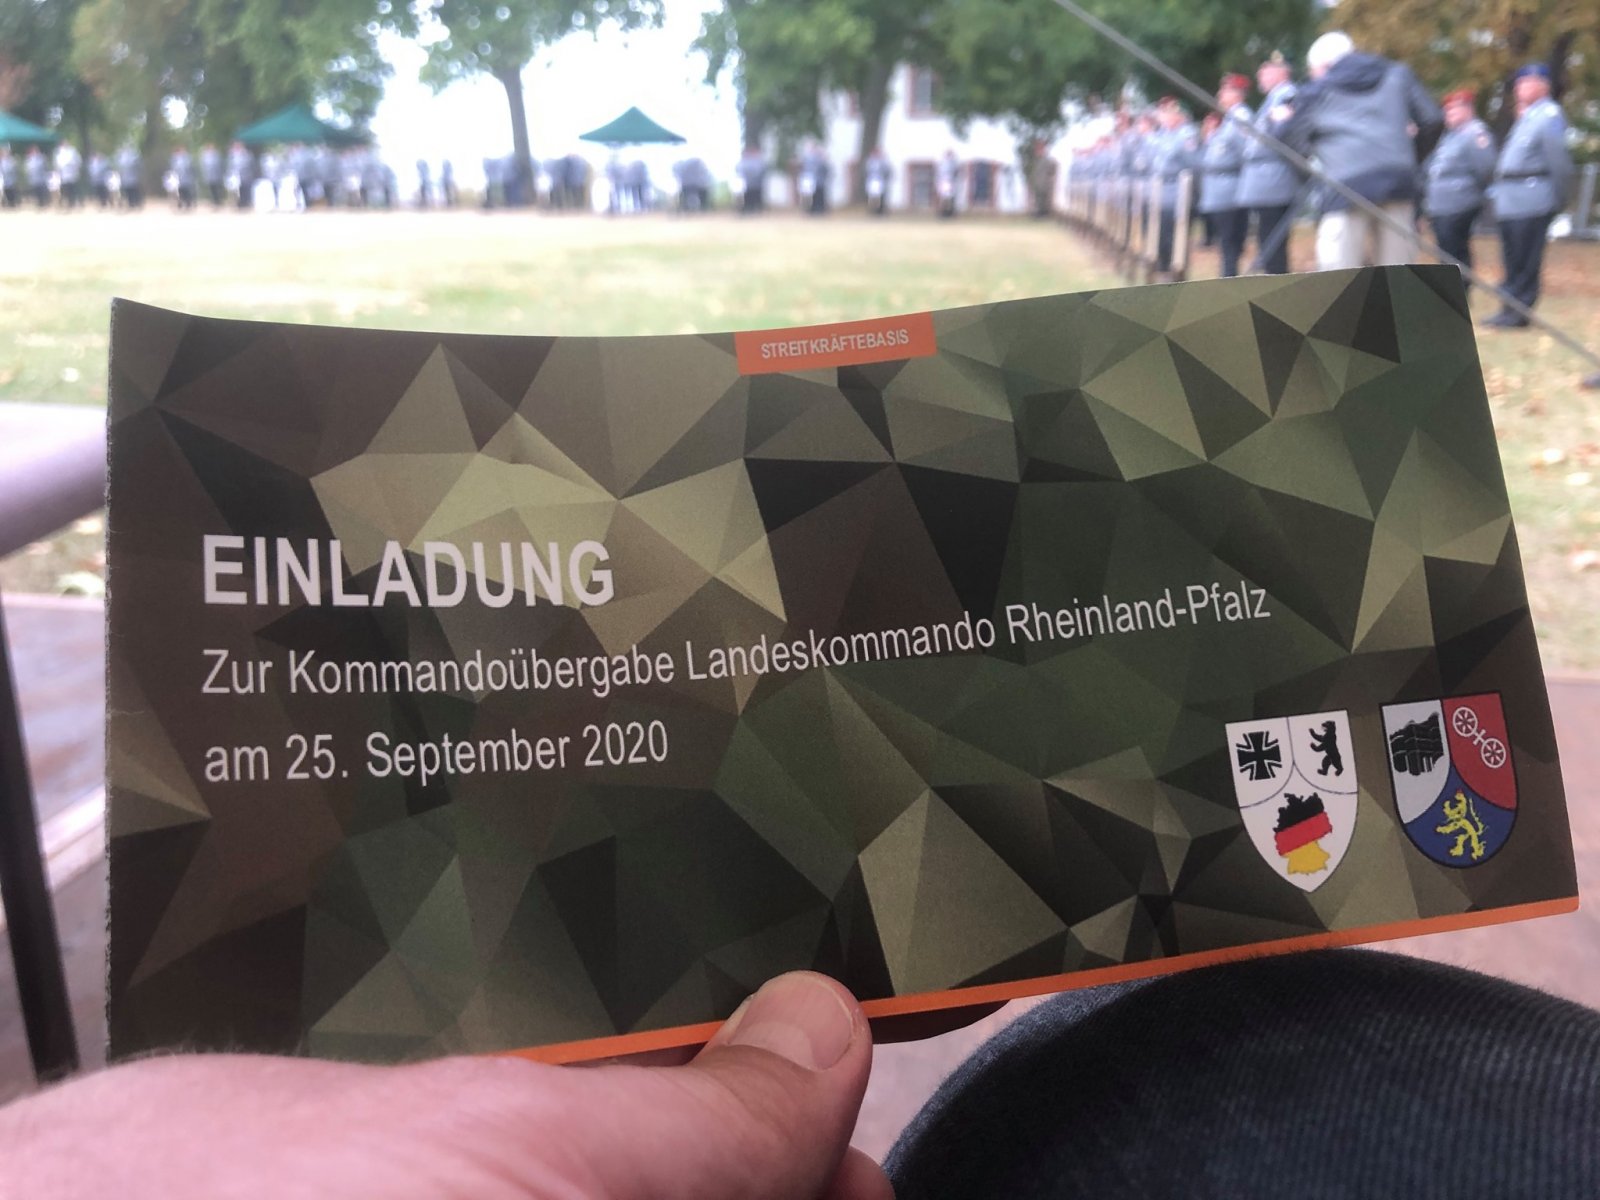 STREITKRÄFTEBASIS
EINLADUNG
Zur Kommandoübergabe Landeskommando Rheinland-Pfalz
am 25. September 2020